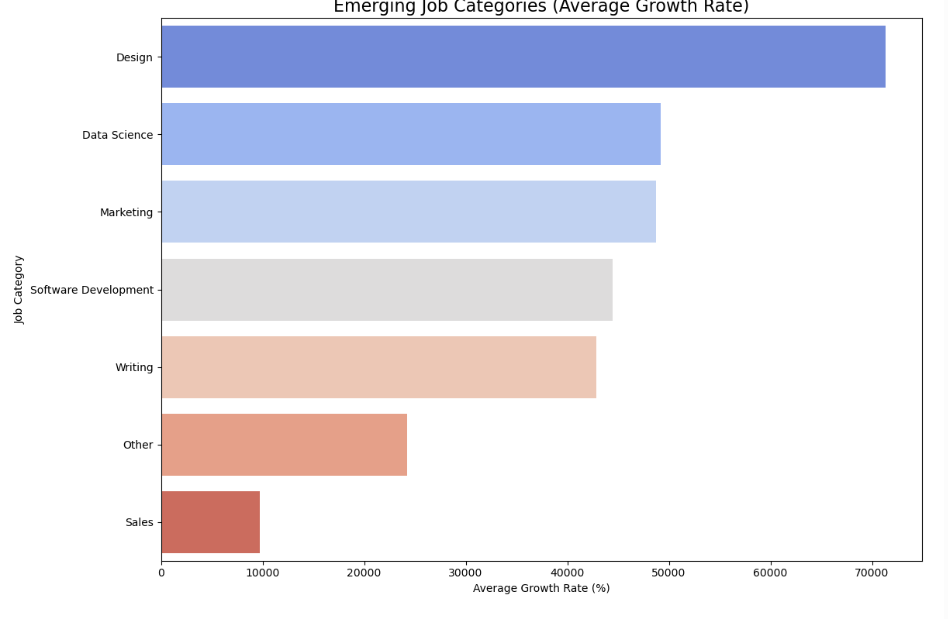 Emerging Job Categories (Average Growth Rate)
Design
Data Science
Marketing
Software Development
Writing
Other
Sales
Job Category
0 10000 20000 30000 40000 50000 60000 70000
Average Growth Rate (%)